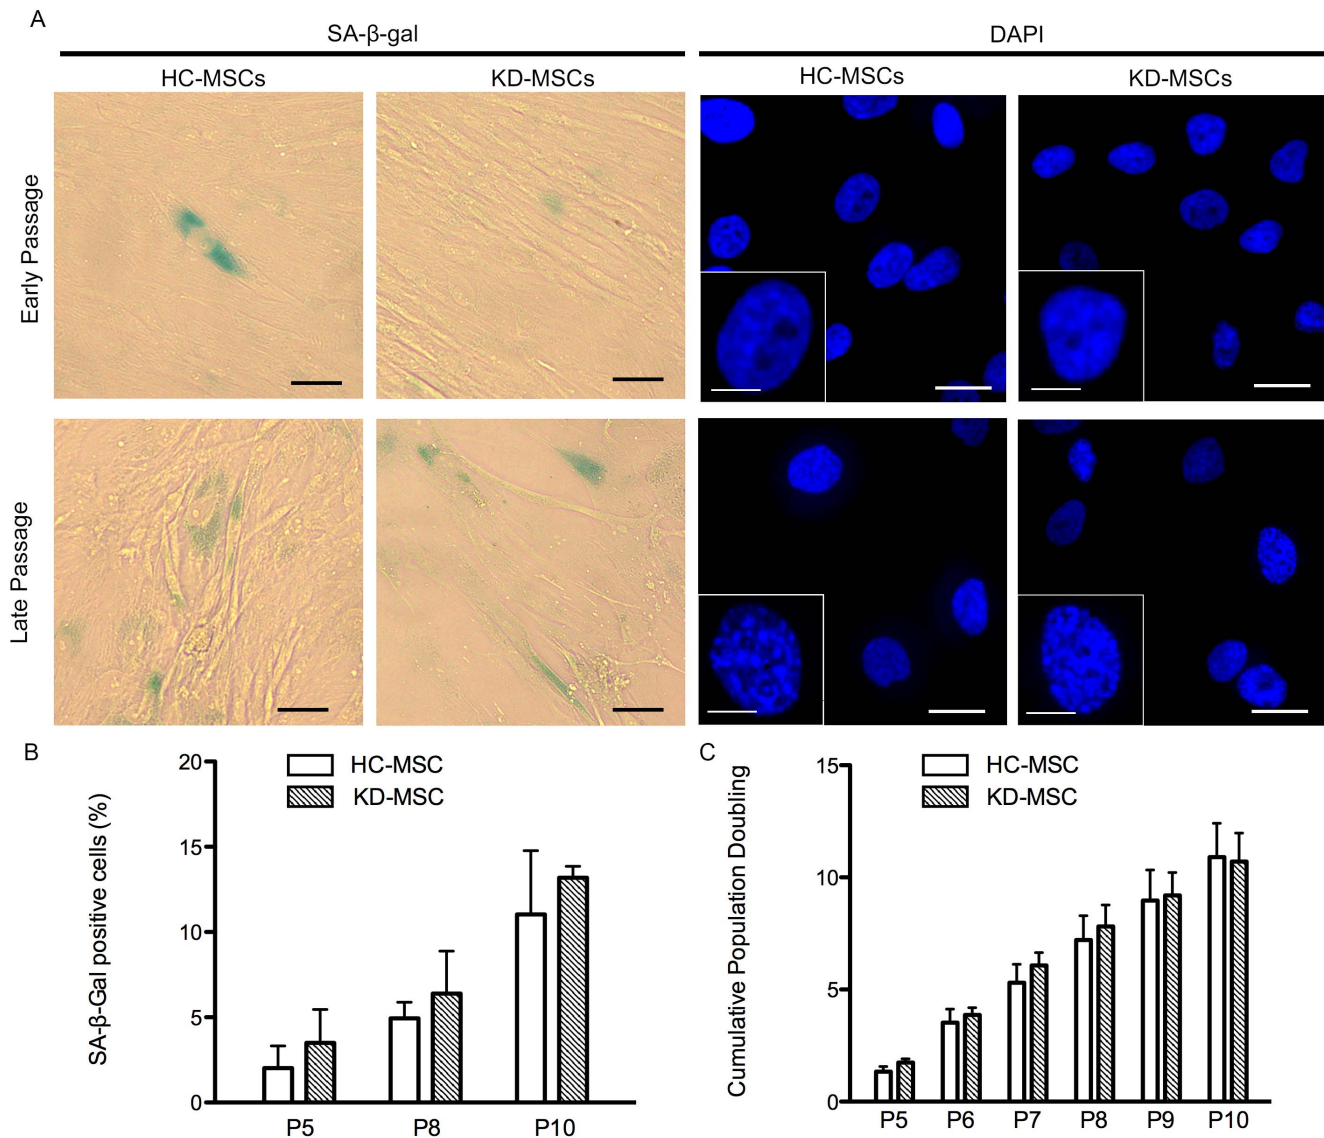 A
SA-β-gal
DAPI
HC-MSCs
KD-MSCs
HC-MSCs
KD-MSCs
Early Passage
Late Passage
B
20
15
10
5
0
SA-β-Gal positive cells (%)
HC-MSC
KD-MSC
P5
P8
P10
C
15
10
5
0
Cumulative Population Doubling
HC-MSC
KD-MSC
P5
P6
P7
P8
P9
P10